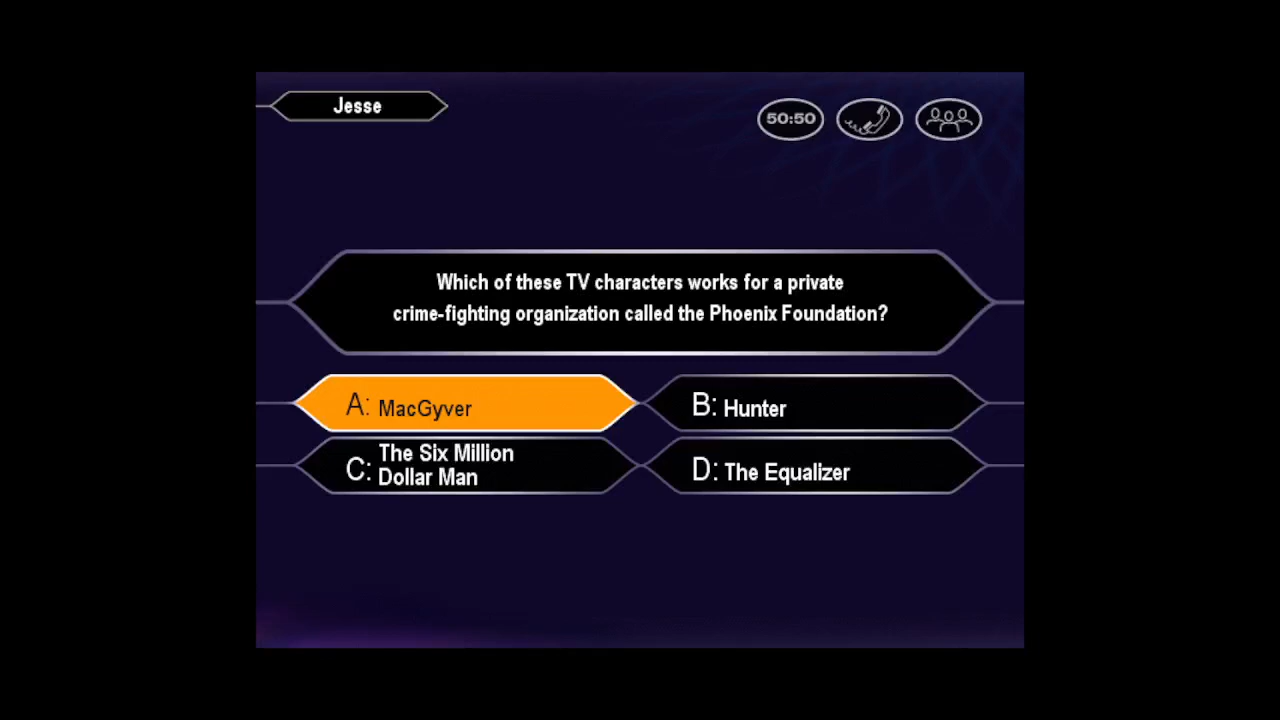 Jesse
50:50
Which of these TV characters works for a private
crime-fighting organization called the Phoenix Foundation?
A: MacGyver
B: Hunter
C: The Six Million
Dollar Man
D: The Equalizer